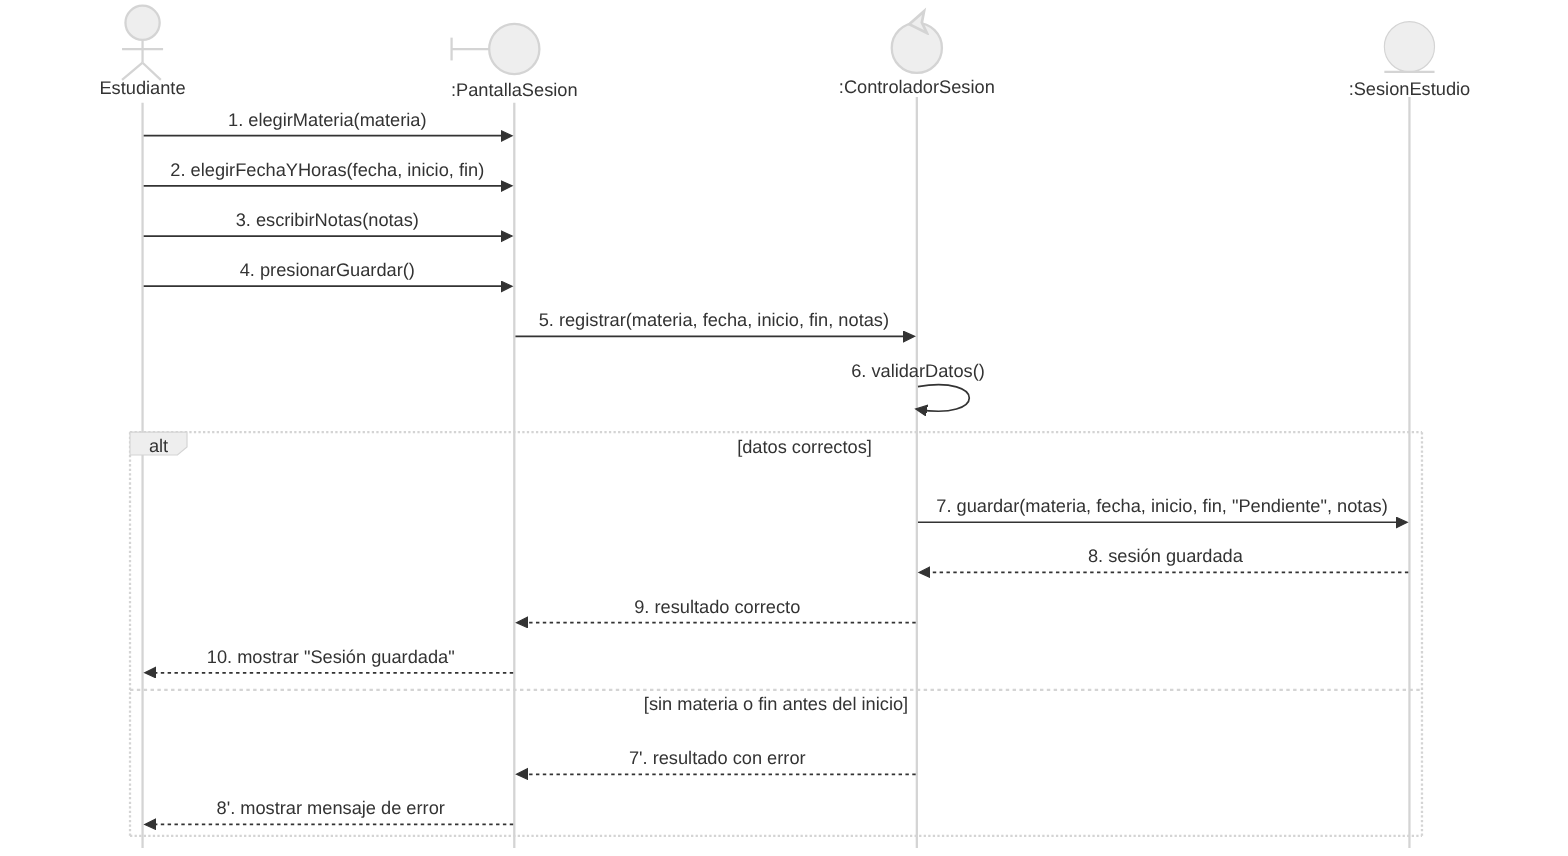 Estudiante
:PantallaSesion
:ControladorSesion
:SesionEstudio
1. elegirMateria(materia)
2. elegirFechaYHoras(fecha, inicio, fin)
3. escribirNotas(notas)
4. presionarGuardar()
5. registrar(materia, fecha, inicio, fin, notas)
6. validarDatos()
alt
[datos correctos]
7. guardar(materia, fecha, inicio, fin, "Pendiente", notas)
8. sesión guardada
9. resultado correcto
10. mostrar "Sesión guardada"
[sin materia o fin antes del inicio]
7'. resultado con error
8'. mostrar mensaje de error